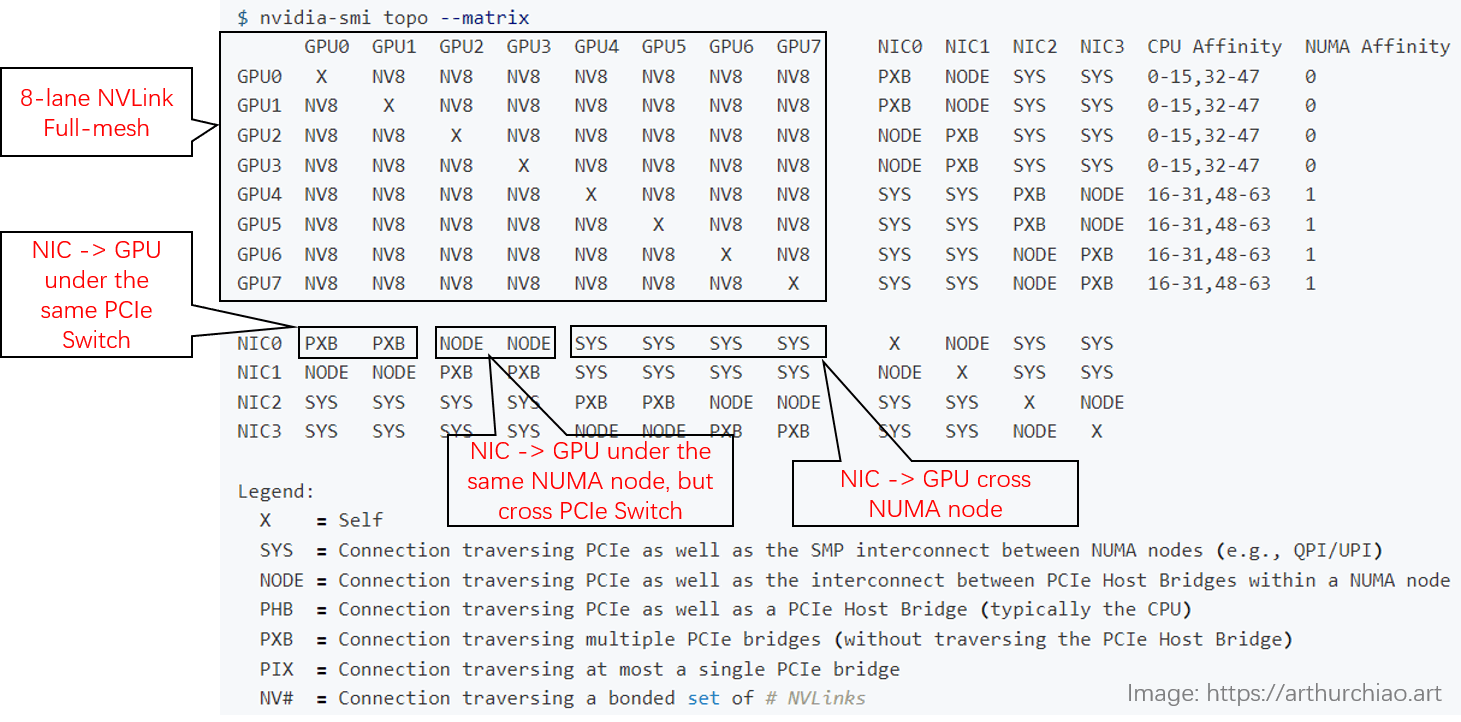 $ nvidia-smi topo --matrix
GPU0 GPU1 GPU2 GPU3 GPU4 GPU5 GPU6 GPU7 NIC0 NIC1 NIC2 NIC3 CPU Affinity NUMA Affinity
GPU0 X NV8 NV8 NV8 NV8 NV8 NV8 NV8 PXB NODE SYS SYS 0-15,32-47 0
GPU1 NV8 X NV8 NV8 NV8 NV8 NV8 NV8 PXB NODE SYS SYS 0-15,32-47 0
GPU2 NV8 NV8 X NV8 NV8 NV8 NV8 NV8 NODE PXB SYS SYS 0-15,32-47 0
GPU3 NV8 NV8 NV8 X NV8 NV8 NV8 NV8 NODE PXB SYS SYS 0-15,32-47 0
GPU4 NV8 NV8 NV8 NV8 X NV8 NV8 NV8 SYS SYS PXB NODE 16-31,48-63 1
GPU5 NV8 NV8 NV8 NV8 NV8 X NV8 NV8 SYS SYS PXB NODE 16-31,48-63 1
GPU6 NV8 NV8 NV8 NV8 NV8 NV8 X NV8 SYS SYS NODE PXB 16-31,48-63 1
GPU7 NV8 NV8 NV8 NV8 NV8 NV8 NV8 X SYS SYS NODE PXB 16-31,48-63 1
8-lane NVLink
Full-mesh
NIC -> GPU
under the
same PCIe
Switch
NIC0 PXB PXB NODE NODE SYS SYS SYS SYS X NODE SYS SYS
NIC1 NODE NODE PXB PXB SYS SYS SYS SYS NODE X SYS SYS
NIC2 SYS SYS SYS SYS PXB PXB NODE NODE SYS SYS X NODE
NIC3 SYS SYS SYS SYS NODE NODE PXB PXB SYS SYS NODE X
NIC -> GPU under the
same NUMA node, but
cross PCIe Switch
NIC -> GPU cross
NUMA node
Legend:
X = Self
SYS = Connection traversing PCIe as well as the SMP interconnect between NUMA nodes (e.g., QPI/UPI)
NODE = Connection traversing PCIe as well as the interconnect between PCIe Host Bridges within a NUMA node
PHB = Connection traversing PCIe as well as a PCIe Host Bridge (typically the CPU)
PXB = Connection traversing multiple PCIe bridges (without traversing the PCIe Host Bridge)
PIX = Connection traversing at most a single PCIe bridge
NV# = Connection traversing a bonded set of # NVLinks
Image: https://arthurchiao.art